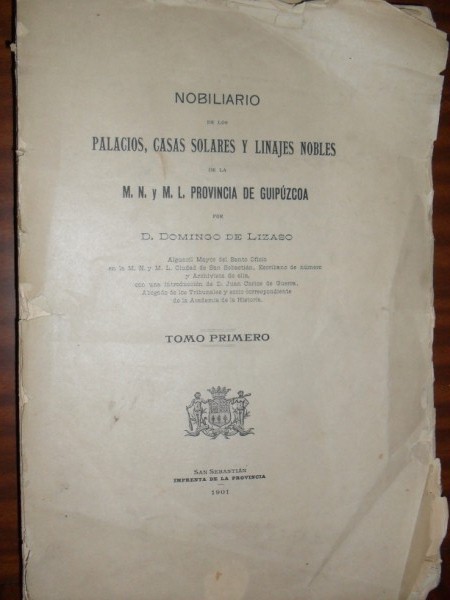 NOBILIARIO
DE LOS
PALACIOS, CASAS SOLARES Y LINAJES NOBLES
DE LA
M. N. y M. L. PROVINCIA DE GUIPÚZCOA
POR
D. DOMINGO DE LIZASO
Alguacil Mayor del Santo Oficio
en la M. N. y M. L. Ciudad de San Sebastián, Escribano de número
y Archivista de ella,
con una introducción de D. Juan Carlos de Guerra,
Abogado de los Tribunales y socio correspondiente
de la Academia de la Historia.
TOMO PRIMERO
SAN SEBASTIÁN
IMPRENTA DE LA PROVINCIA
1901